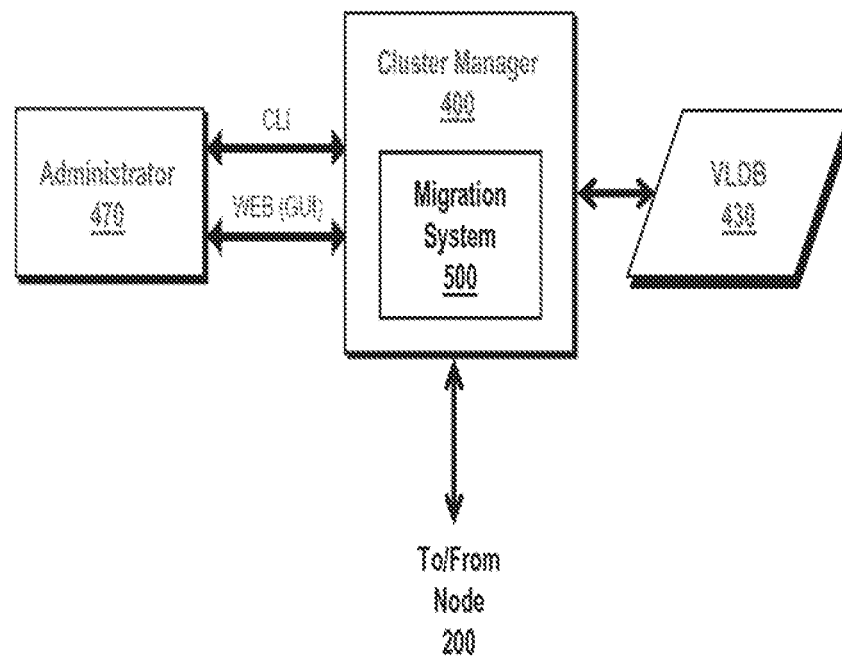 Cluster Manager
400
CLI
Administrator
470
WEB (GUI)
Migration
System
500
VLDB
430
To/From
Node
200